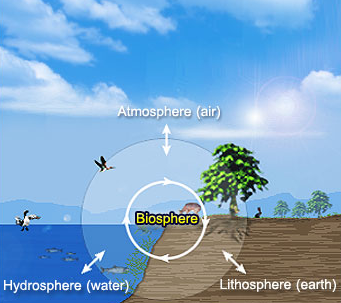 Atmosphere (air)
Biosphere
Hydrosphere (water)
Lithosphere (earth)